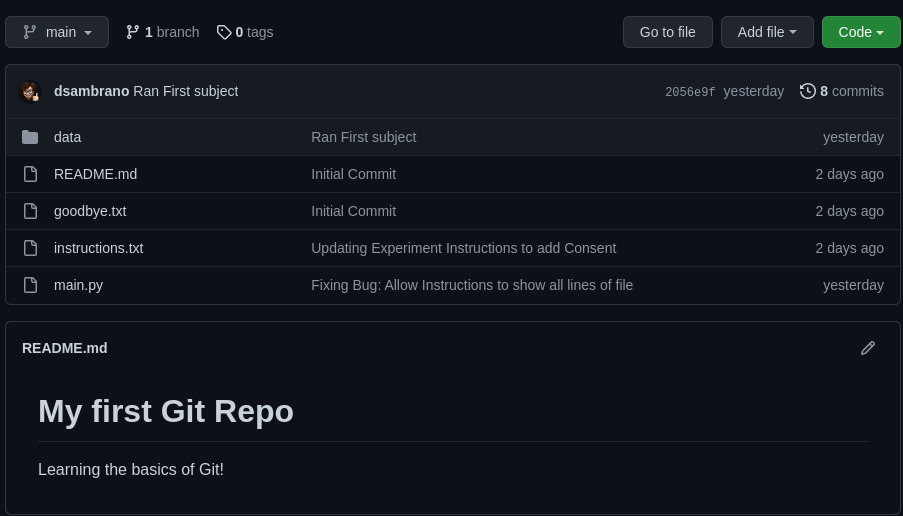 main 1 branch 0 tags Go to file Add file Code
dsambrano Ran First subject 2056e9f yesterday 8 commits
data Ran First subject yesterday
README.md Initial Commit 2 days ago
goodbye.txt Initial Commit 2 days ago
instructions.txt Updating Experiment Instructions to add Consent 2 days ago
main.py Fixing Bug: Allow Instructions to show all lines of file yesterday
README.md
My first Git Repo
Learning the basics of Git!